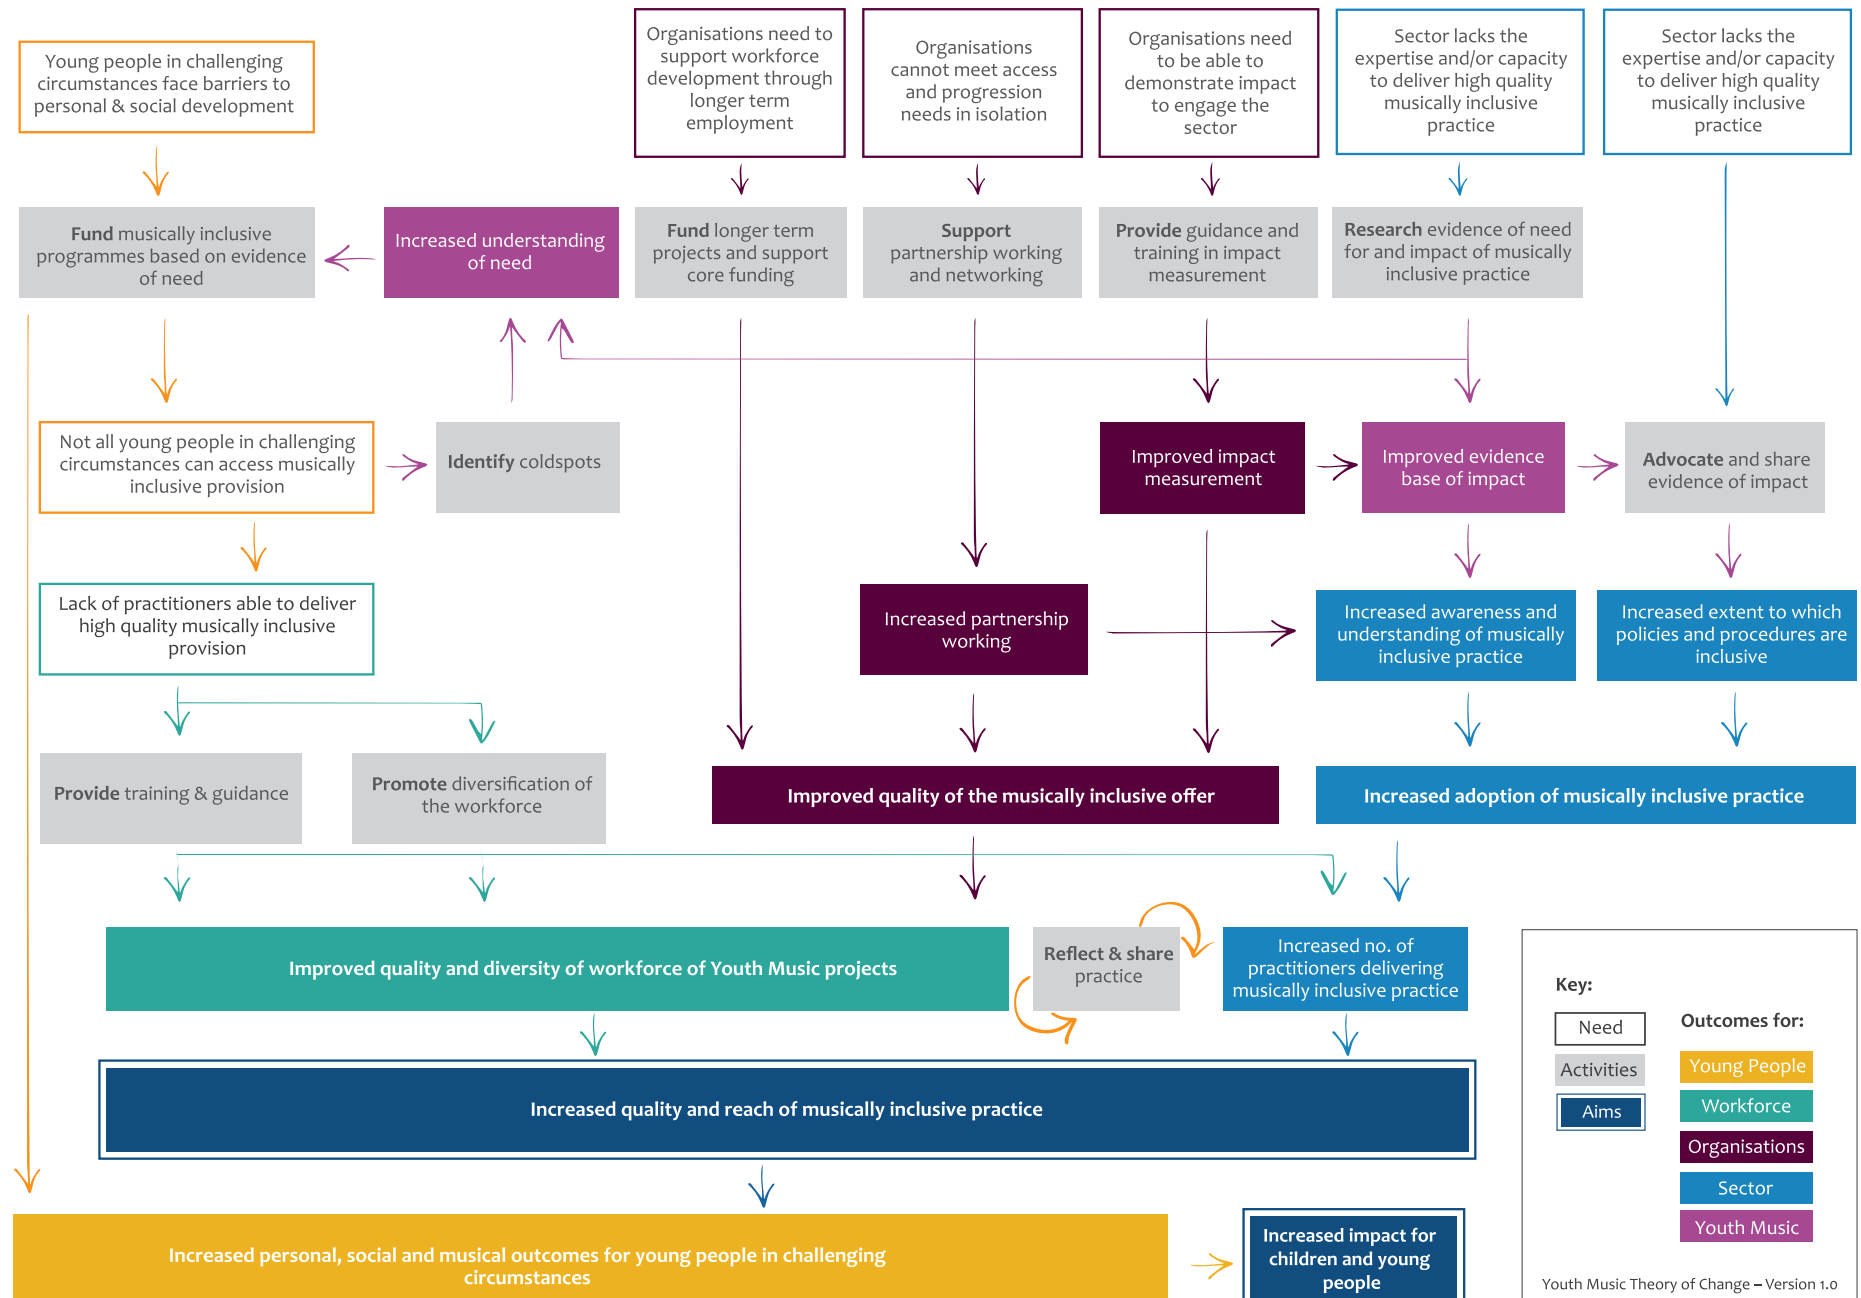 Young people in challenging
circumstances face barriers to
personal & social development
Organisations need to
support workforce
development through
longer term
employment
Organisations
cannot meet access
and progression
needs in isolation
Organisations need
to be able to
demonstrate impact
to engage the
sector
Sector lacks the
expertise and/or capacity
to deliver high quality
musically inclusive
practice
Sector lacks the
expertise and/or capacity
to deliver high quality
musically inclusive
practice
Fund musically inclusive
programmes based on evidence
of need
Increased understanding
of need
Fund longer term
projects and support
core funding
Support
partnership working
and networking
Provide guidance and
training in impact
measurement
Research evidence of need
for and impact of musically
inclusive practice
Not all young people in challenging
circumstances can access musically
inclusive provision
Identify coldspots
Improved impact
measurement
Improved evidence
base of impact
Advocate and share
evidence of impact
Lack of practitioners able to deliver
high quality musically inclusive
provision
Increased partnership
working
Increased awareness and
understanding of musically
inclusive practice
Increased extent to which
policies and procedures are
inclusive
Provide training & guidance
Promote diversification of
the workforce
Improved quality of the musically inclusive offer
Increased adoption of musically inclusive practice
Improved quality and diversity of workforce of Youth Music projects
Reflect & share
practice
Increased no. of
practitioners delivering
musically inclusive practice
Increased quality and reach of musically inclusive practice
Increased personal, social and musical outcomes for young people in challenging
circumstances
Increased impact for
children and young
people
Key:
Need
Activities
Aims
Outcomes for:
Young People
Workforce
Organisations
Sector
Youth Music
Youth Music Theory of Change – Version 1.0